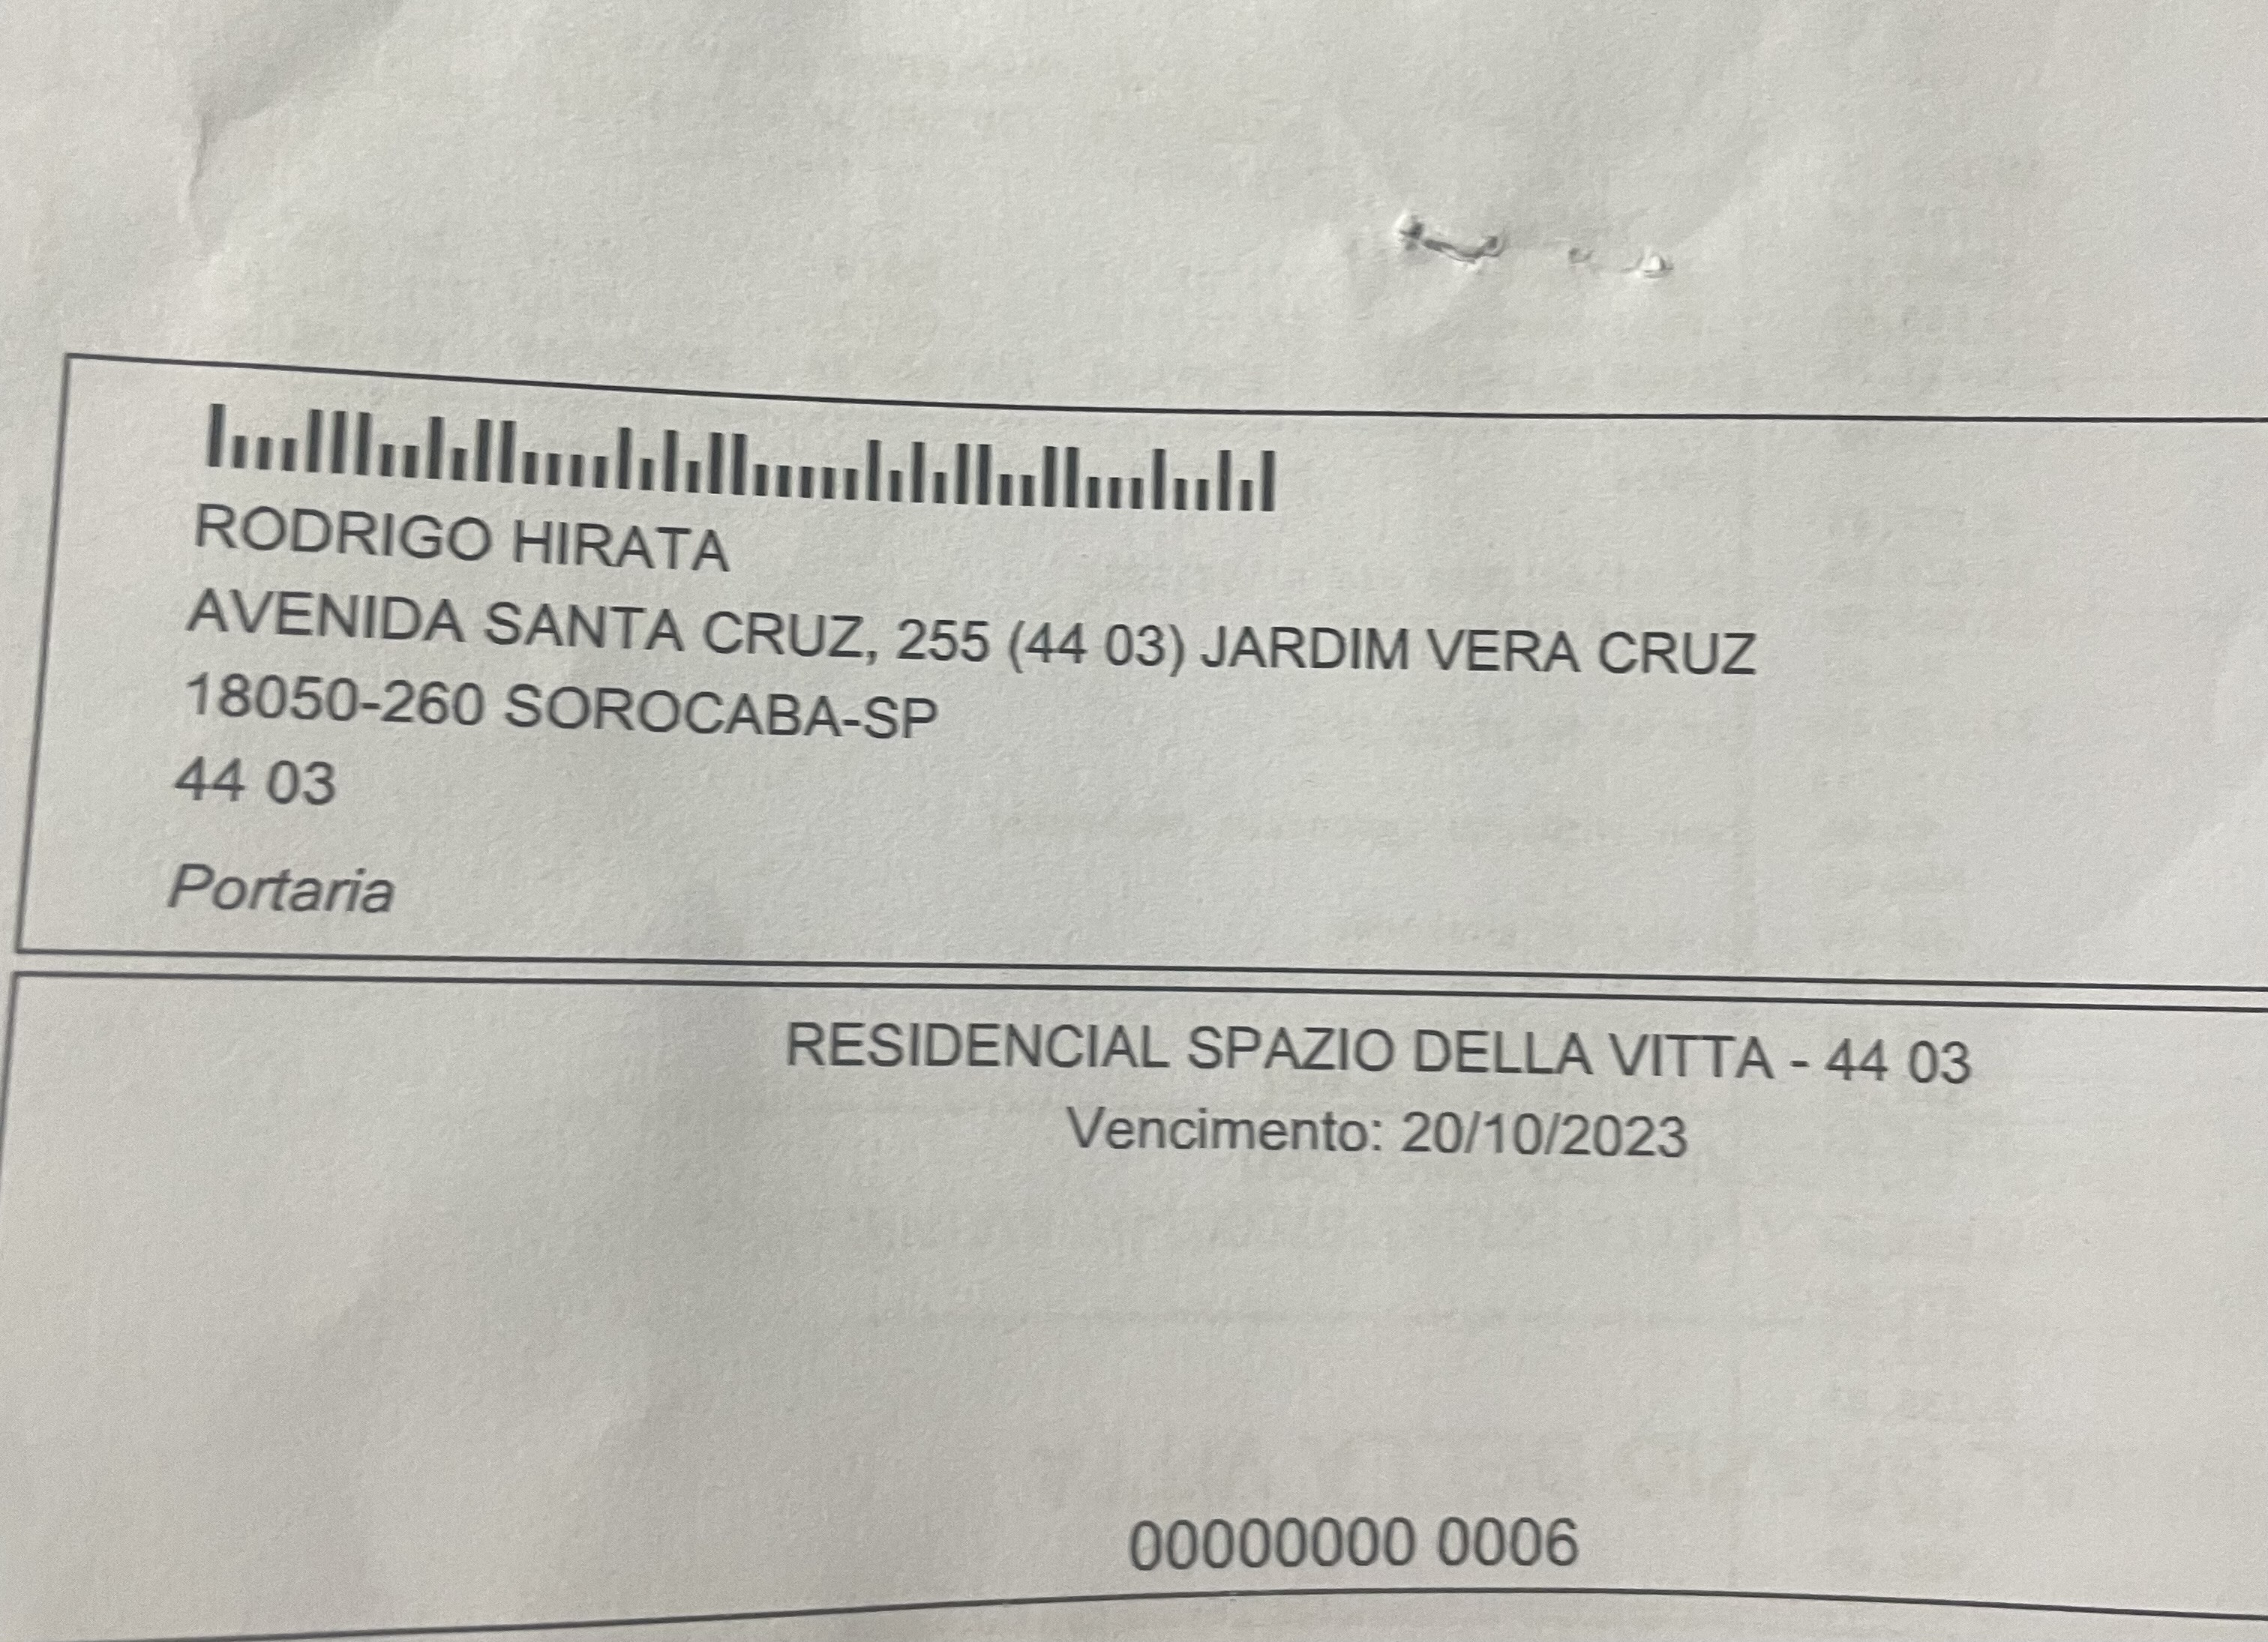 RODRIGO HIRATA
AVENIDA SANTA CRUZ, 255 (44 03) JARDIM VERA CRUZ
18050-260 SOROCABA-SP
44 03
Portaria
RESIDENCIAL SPAZIO DELLA VITTA - 44 03
Vencimento: 20/10/2023
00000000 0006